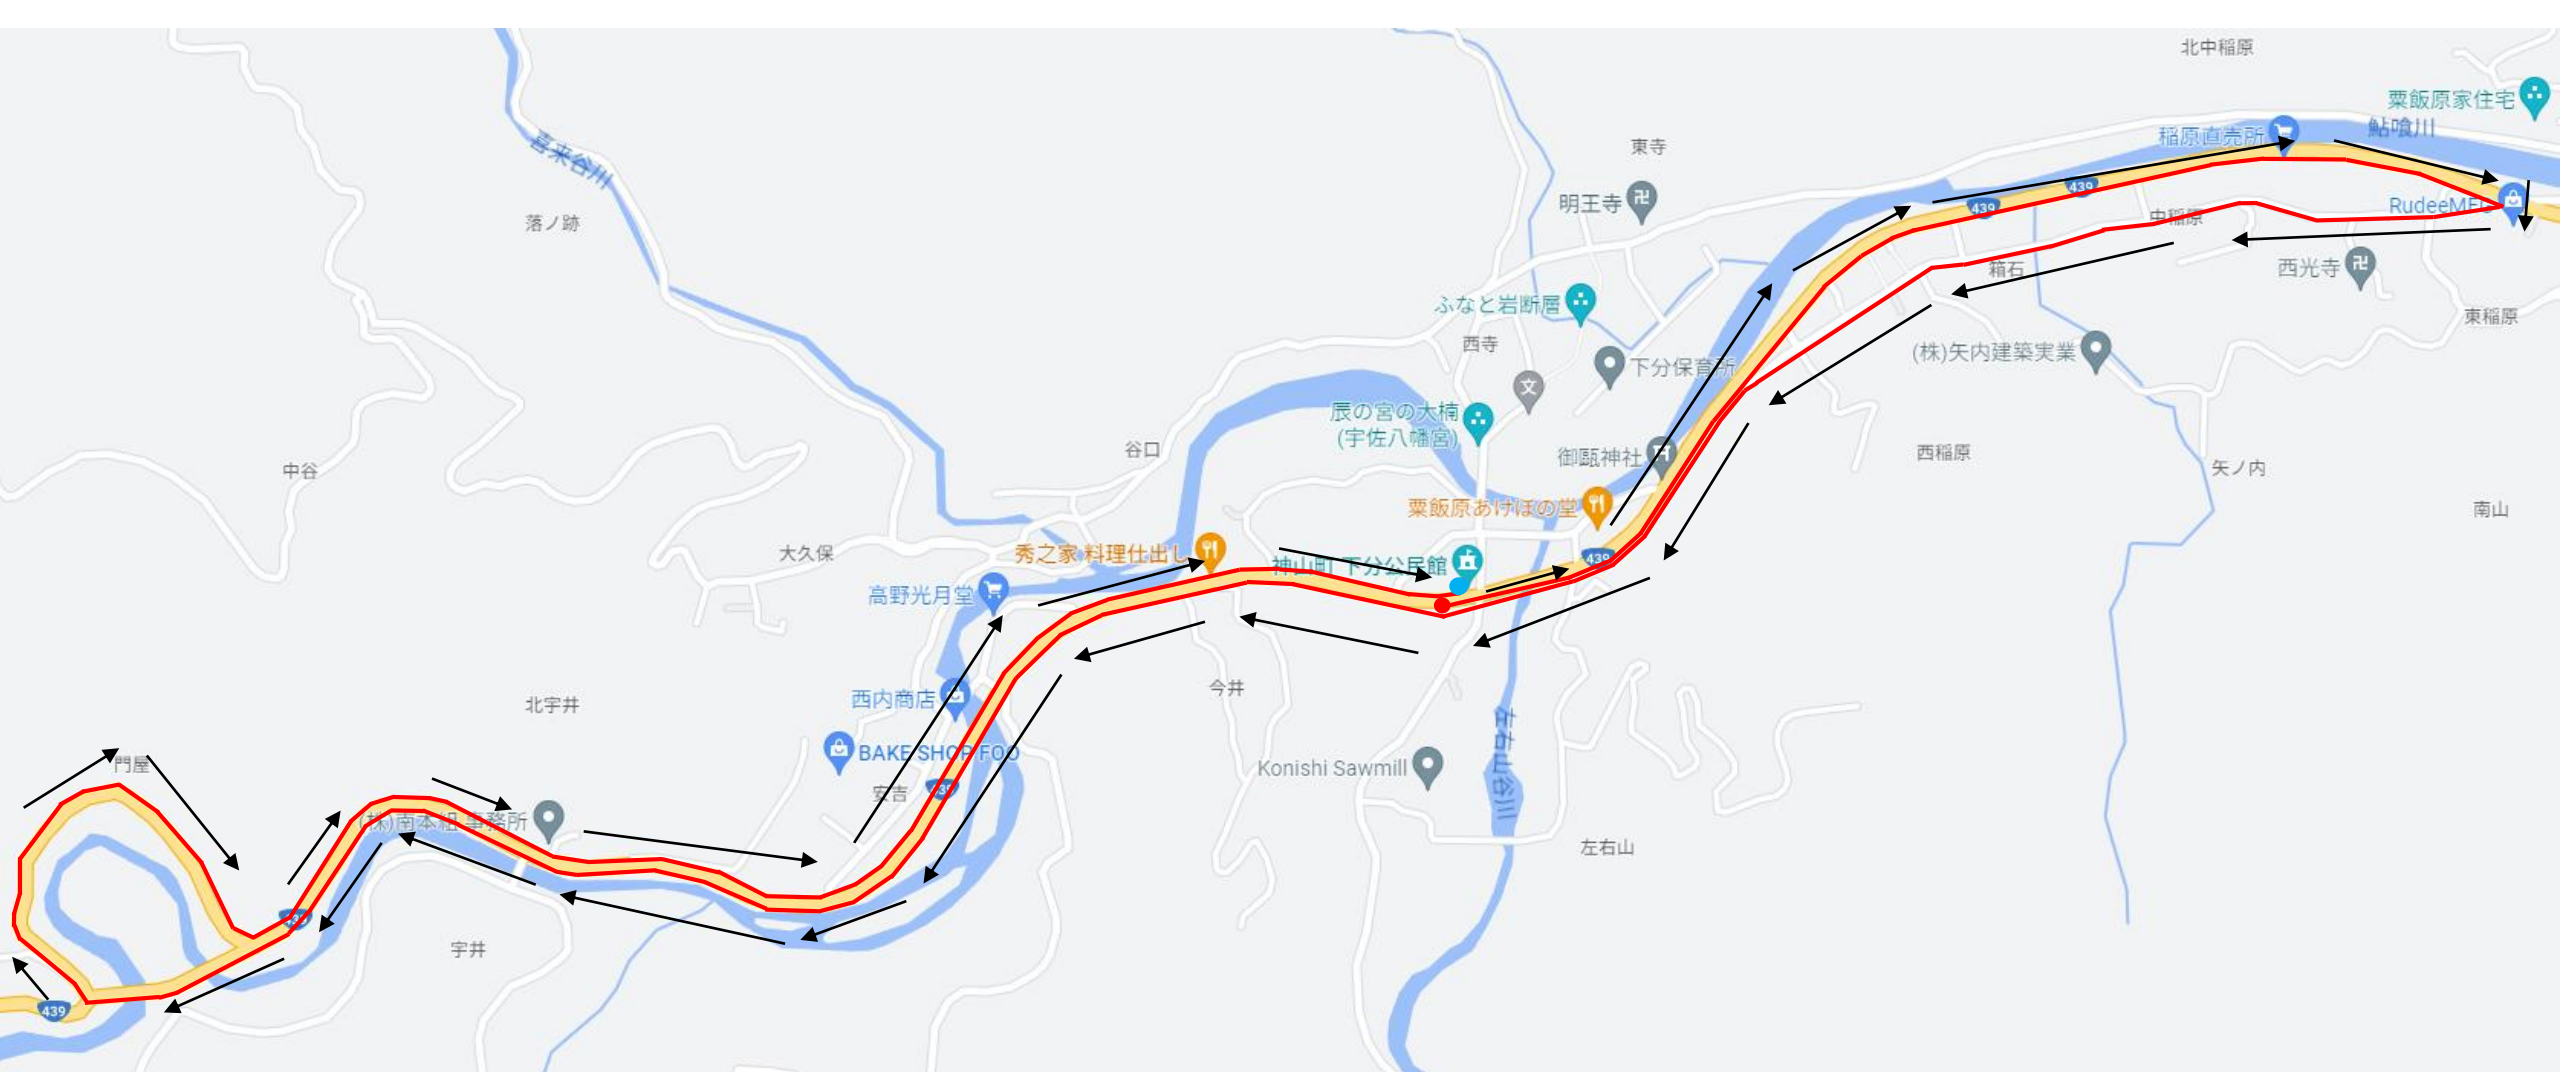 北中稲原
粟飯原家住宅
稲原直売所
鮎喰川
喜来谷川
東寺
439
明王寺
439
中稲原
落ノ跡
箱石
西光寺
ふなと岩断層
東稲原
西寺
下分保育所
(株)矢内建築実業
文
辰の宮の大楠
(宇佐八幡宮)
谷口
御甌神社
西稲原
中谷
矢ノ内
粟飯原あけぼの堂
南山
大久保
秀之家 料理仕出し
神山町 下分公民館
439
高野光月堂
今井
西内商店
北宇井
門屋
BAKE SHOP FOO
Konishi Sawmill
左右山谷川
安吉
(株)南本組 事務所
左右山
宇井
439